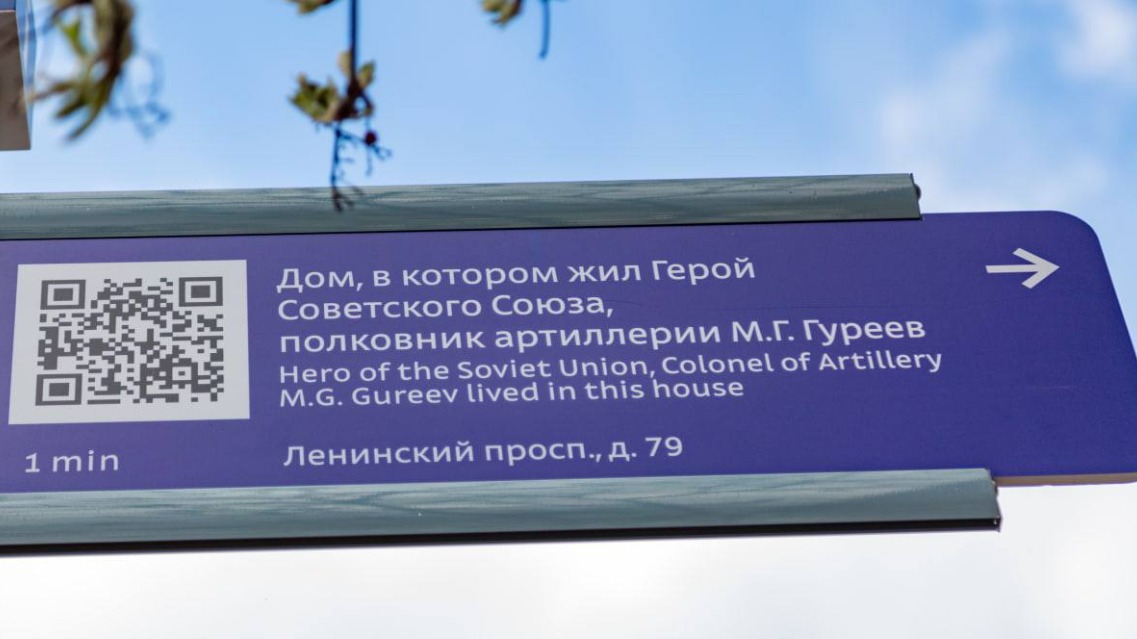 Дом, в котором жил Герой
Советского Союза,
полковник артиллерии М.Г. Гуреев
Hero of the Soviet Union, Colonel of Artillery
M.G. Gureev lived in this house
1 min
Ленинский просп., д. 79